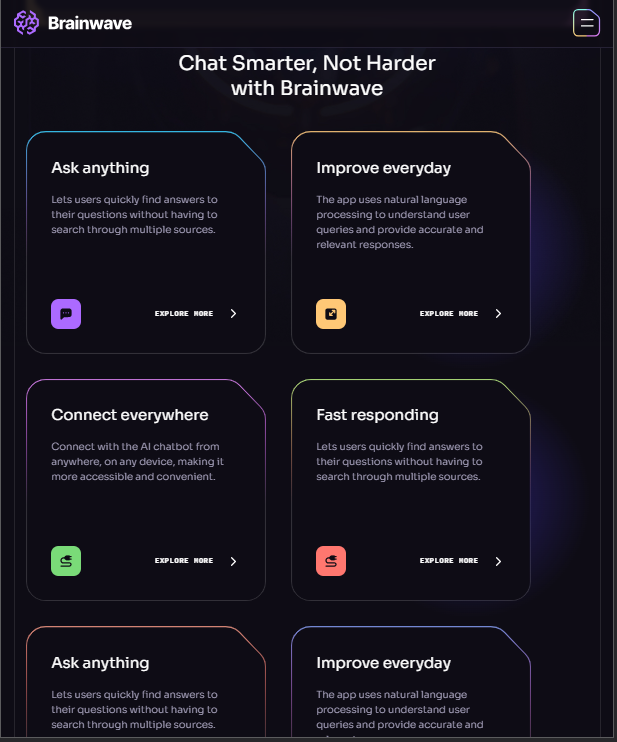 Brainwave
Chat Smarter, Not Harder
with Brainwave
Ask anything
Lets users quickly find answers to
their questions without having to
search through multiple sources.
EXPLORE MORE
Improve everyday
The app uses natural language
processing to understand user
queries and provide accurate and
relevant responses.
EXPLORE MORE
Connect everywhere
Connect with the AI chatbot from
anywhere, on any device, making it
more accessible and convenient.
EXPLORE MORE
Fast responding
Lets users quickly find answers to
their questions without having to
search through multiple sources.
EXPLORE MORE
Ask anything
Lets users quickly find answers to
their questions without having to
search through multiple sources.
Improve everyday
The app uses natural language
processing to understand user
queries and provide accurate and